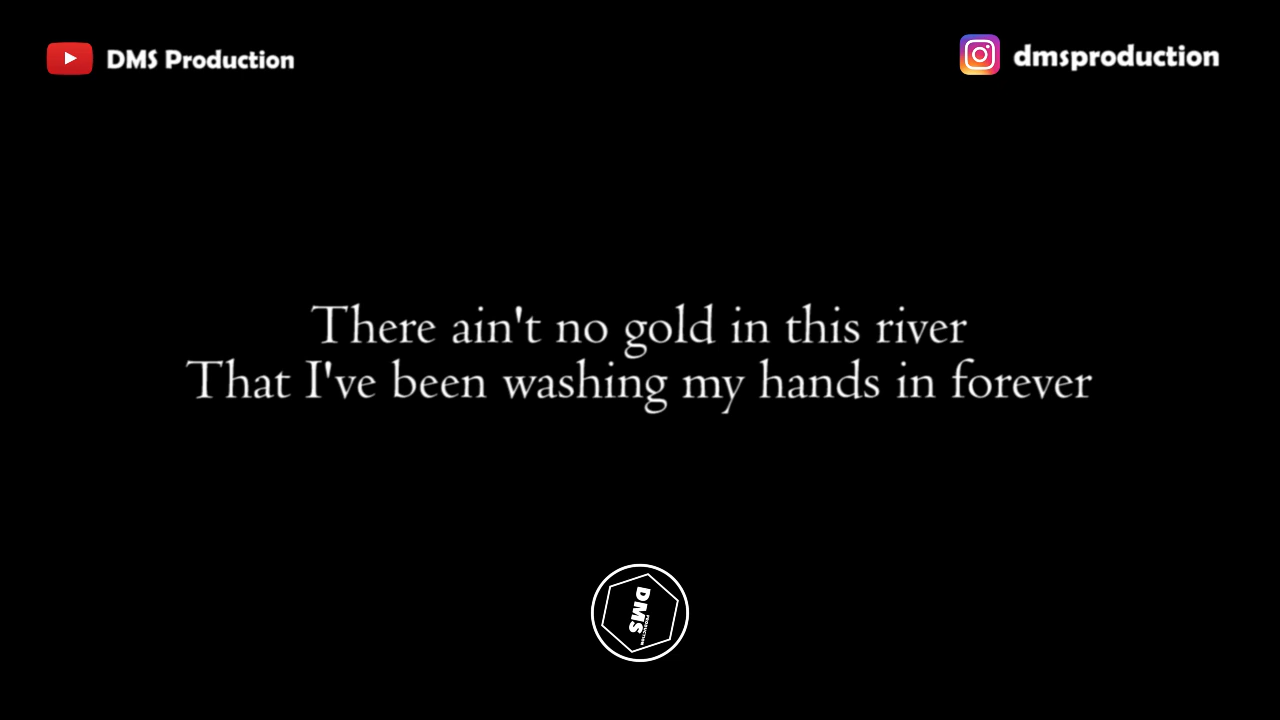 DMS Production
dmsproduction
There ain't no gold in this river
That I've been washing my hands in forever
DMS
PRODUCTION